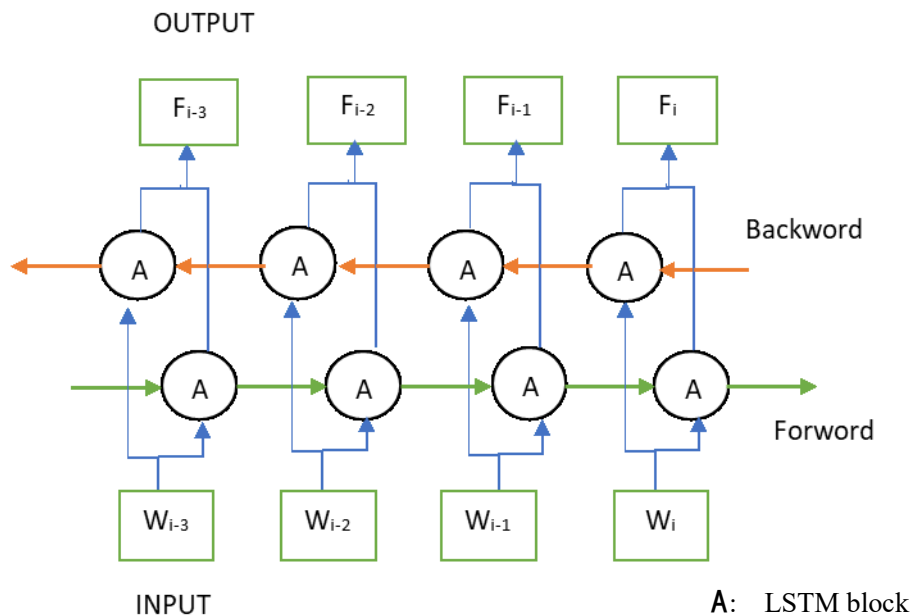 OUTPUT
Fi-3 Fi-2 Fi-1 Fi
Backword
A A A A
A A A A
Forword
Wi-3 Wi-2 Wi-1 Wi
INPUT
A: LSTM block